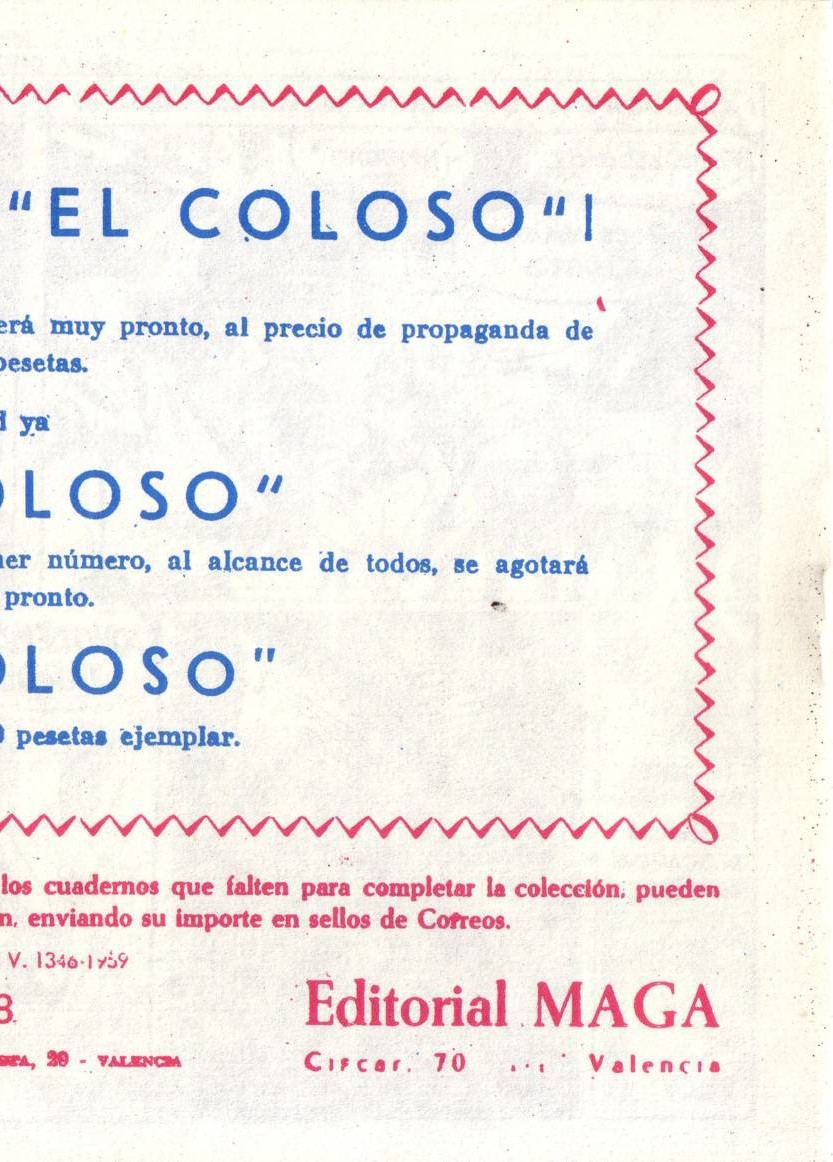 "EL COLOSO"!
erá muy pronto, al precio de propaganda de
pesetas.
ya
OLOSO"
ner número, al alcance de todos, se agotará
pronto.
OLOSO"
pesetas ejemplar.
los cuadernos que falten para completar la colección, pueden
n, enviando su importe en sellos de Correos.
V. 1346-1959
Editorial MAGA
20 - VALENCIA
Circar, 70 ... Valencia